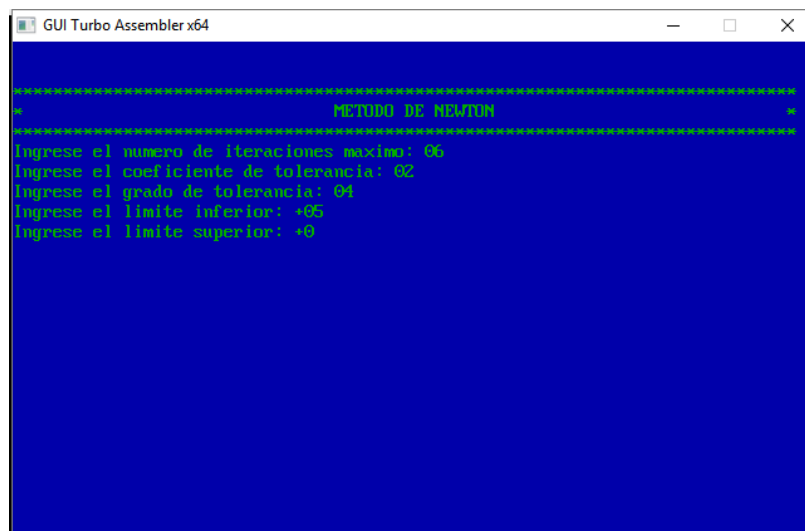 GUI Turbo Assembler x64
******************************************************************************
* METODO DE NEWTON *
******************************************************************************
Ingrese el numero de iteraciones maximo: 06
Ingrese el coeficiente de tolerancia: 02
Ingrese el grado de tolerancia: 04
Ingrese el limite inferior: +05
Ingrese el limite superior: +0